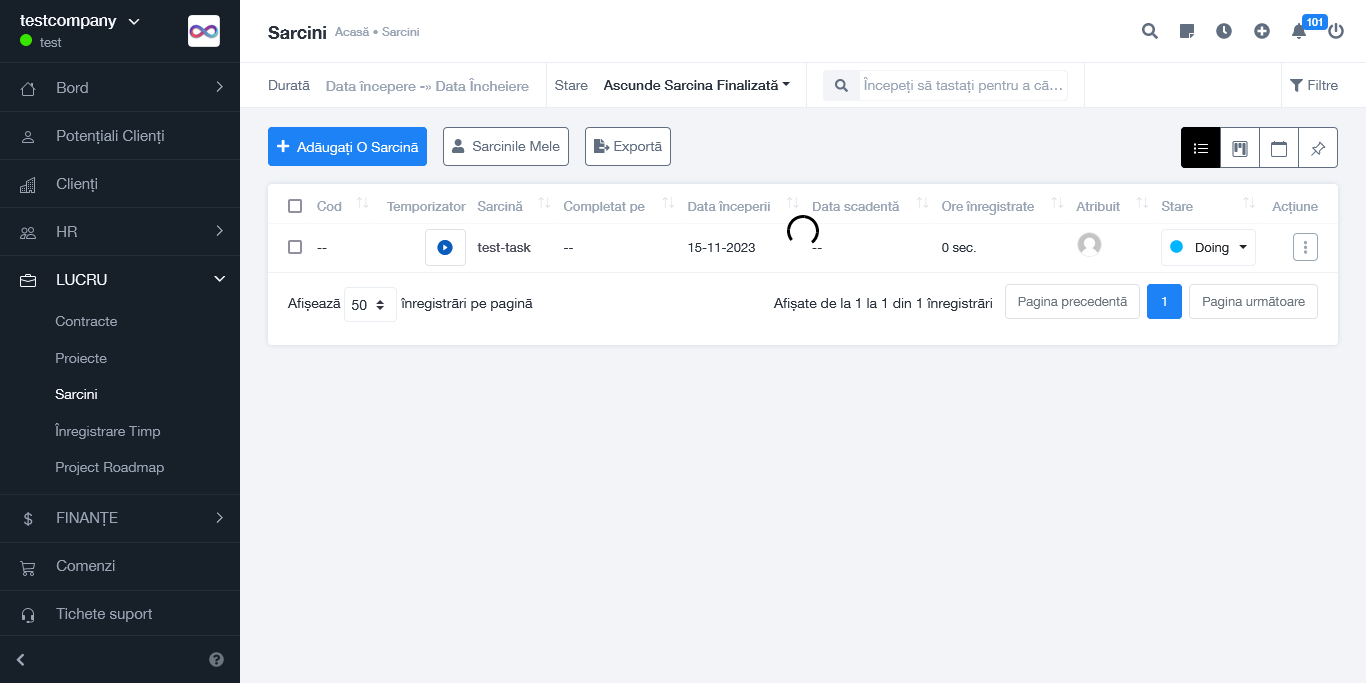 testcompany
test
Bord
Potențiali Clienți
Clienți
HR
LUCRU
Contracte
Proiecte
Sarcini
Înregistrare Timp
Project Roadmap
FINANȚE
Comenzi
Tichete suport
Sarcini Acasă • Sarcini
101
Durată Data începere -» Data Încheiere Stare Ascunde Sarcina Finalizată Începeți să tastați pentru a că… Filtre
Adăugați O Sarcină Sarcinile Mele Exportă
Cod Temporizator Sarcină Completat pe Data începerii Data scadentă Ore înregistrate Atribuit Stare Acțiune
-- test-task -- 15-11-2023 -- 0 sec. Doing
Afișează 50 înregistrări pe pagină Afișate de la 1 la 1 din 1 înregistrări Pagina precedentă 1 Pagina următoare